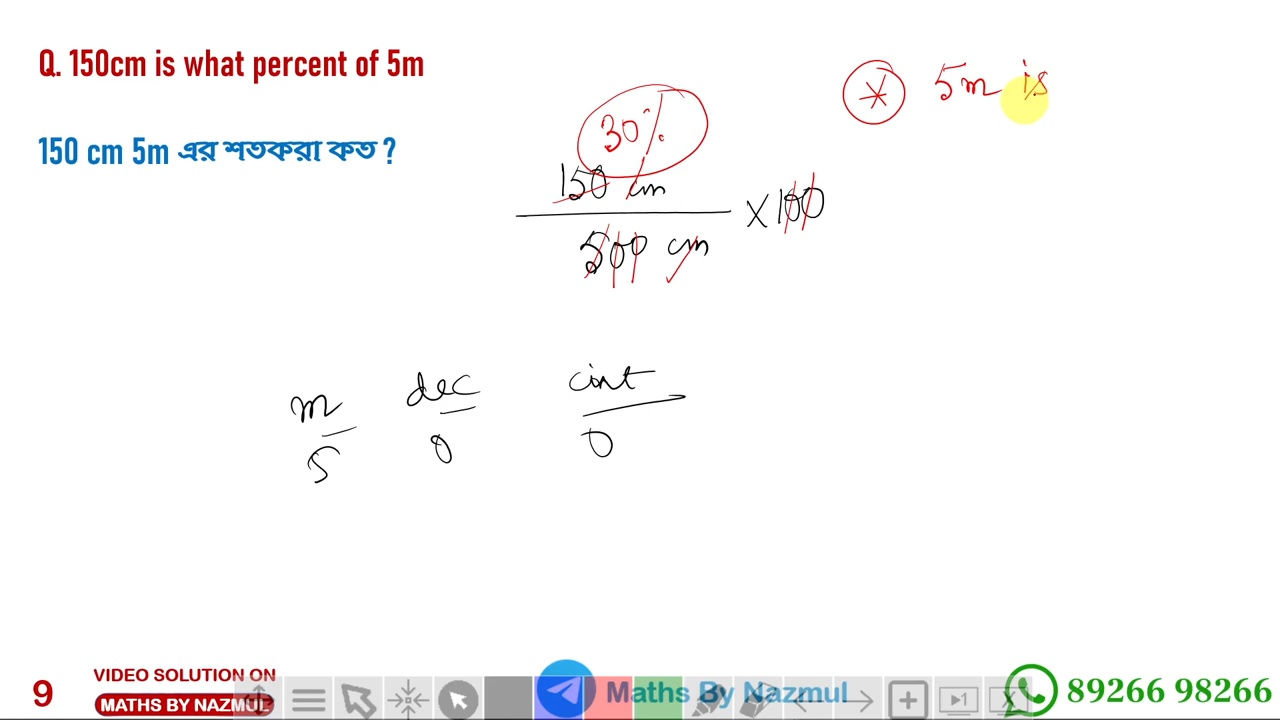 Q. 150cm is what percent of 5m
150 cm 5m এর শতকরা কত ?
30%
150 cm
500 cm
×100
* 5m is
m dec cint
5 0 0
9
VIDEO SOLUTION ON
MATHS BY NAZMUL
Maths By Nazmul
89266 98266